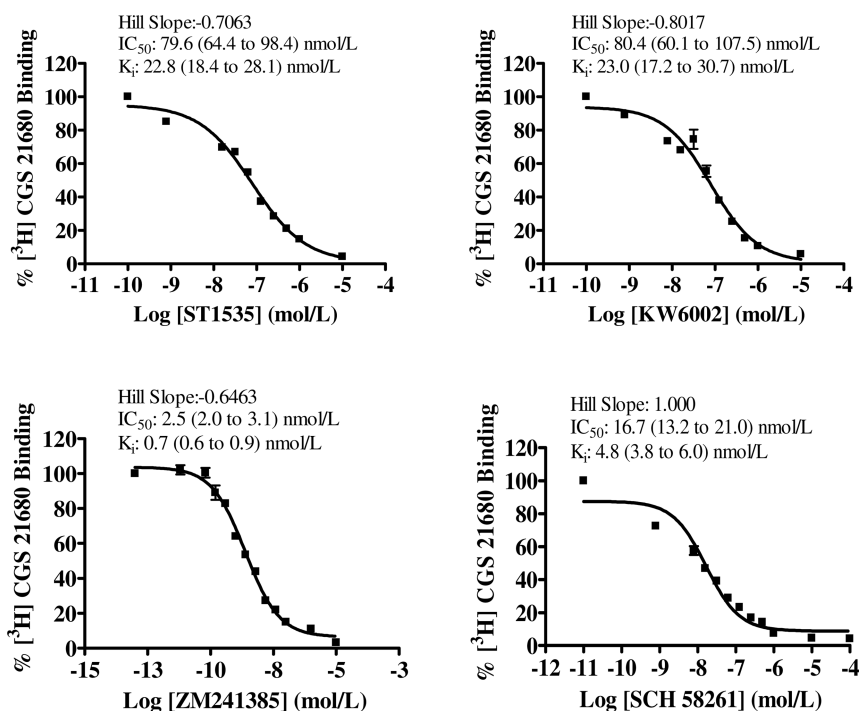 Hill Slope:-0.7063
IC50: 79.6 (64.4 to 98.4) nmol/L
Ki: 22.8 (18.4 to 28.1) nmol/L
% [³H] CGS 21680 Binding
120
100
80
60
40
20
0
-11 -10 -9 -8 -7 -6 -5 -4
Log [ST1535] (mol/L)
Hill Slope:-0.8017
IC50: 80.4 (60.1 to 107.5) nmol/L
Ki: 23.0 (17.2 to 30.7) nmol/L
% [³H] CGS 21680 Binding
120
100
80
60
40
20
0
-11 -10 -9 -8 -7 -6 -5 -4
Log [KW6002] (mol/L)
Hill Slope:-0.6463
IC50: 2.5 (2.0 to 3.1) nmol/L
Ki: 0.7 (0.6 to 0.9) nmol/L
% [³H] CGS 21680 Binding
120
100
80
60
40
20
0
-15 -13 -10 -8 -5 -3
Log [ZM241385] (mol/L)
Hill Slope: 1.000
IC50: 16.7 (13.2 to 21.0) nmol/L
Ki: 4.8 (3.8 to 6.0) nmol/L
% [³H] CGS 21680 Binding
120
100
80
60
40
20
0
-12 -11 -10 -9 -8 -7 -6 -5 -4
Log [SCH 58261] (mol/L)